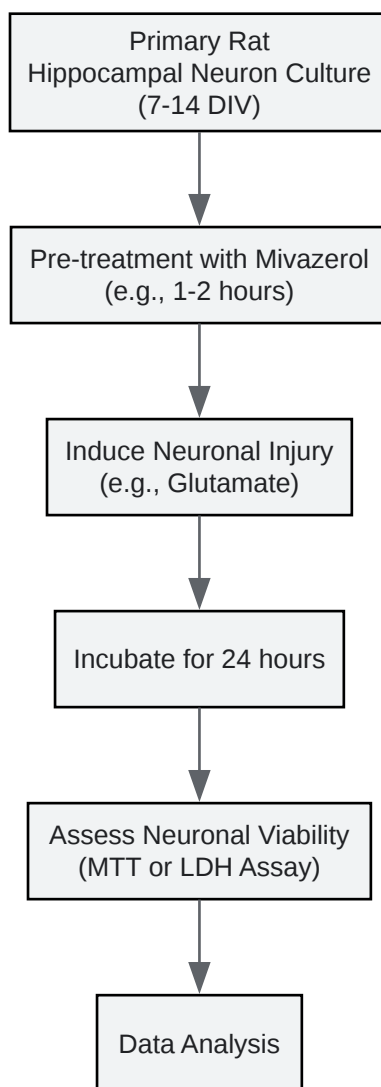 Primary Rat
Hippocampal Neuron Culture
(7-14 DIV)
Pre-treatment with Mivazerol
(e.g., 1-2 hours)
Induce Neuronal Injury
(e.g., Glutamate)
Incubate for 24 hours
Assess Neuronal Viability
(MTT or LDH Assay)
Data Analysis